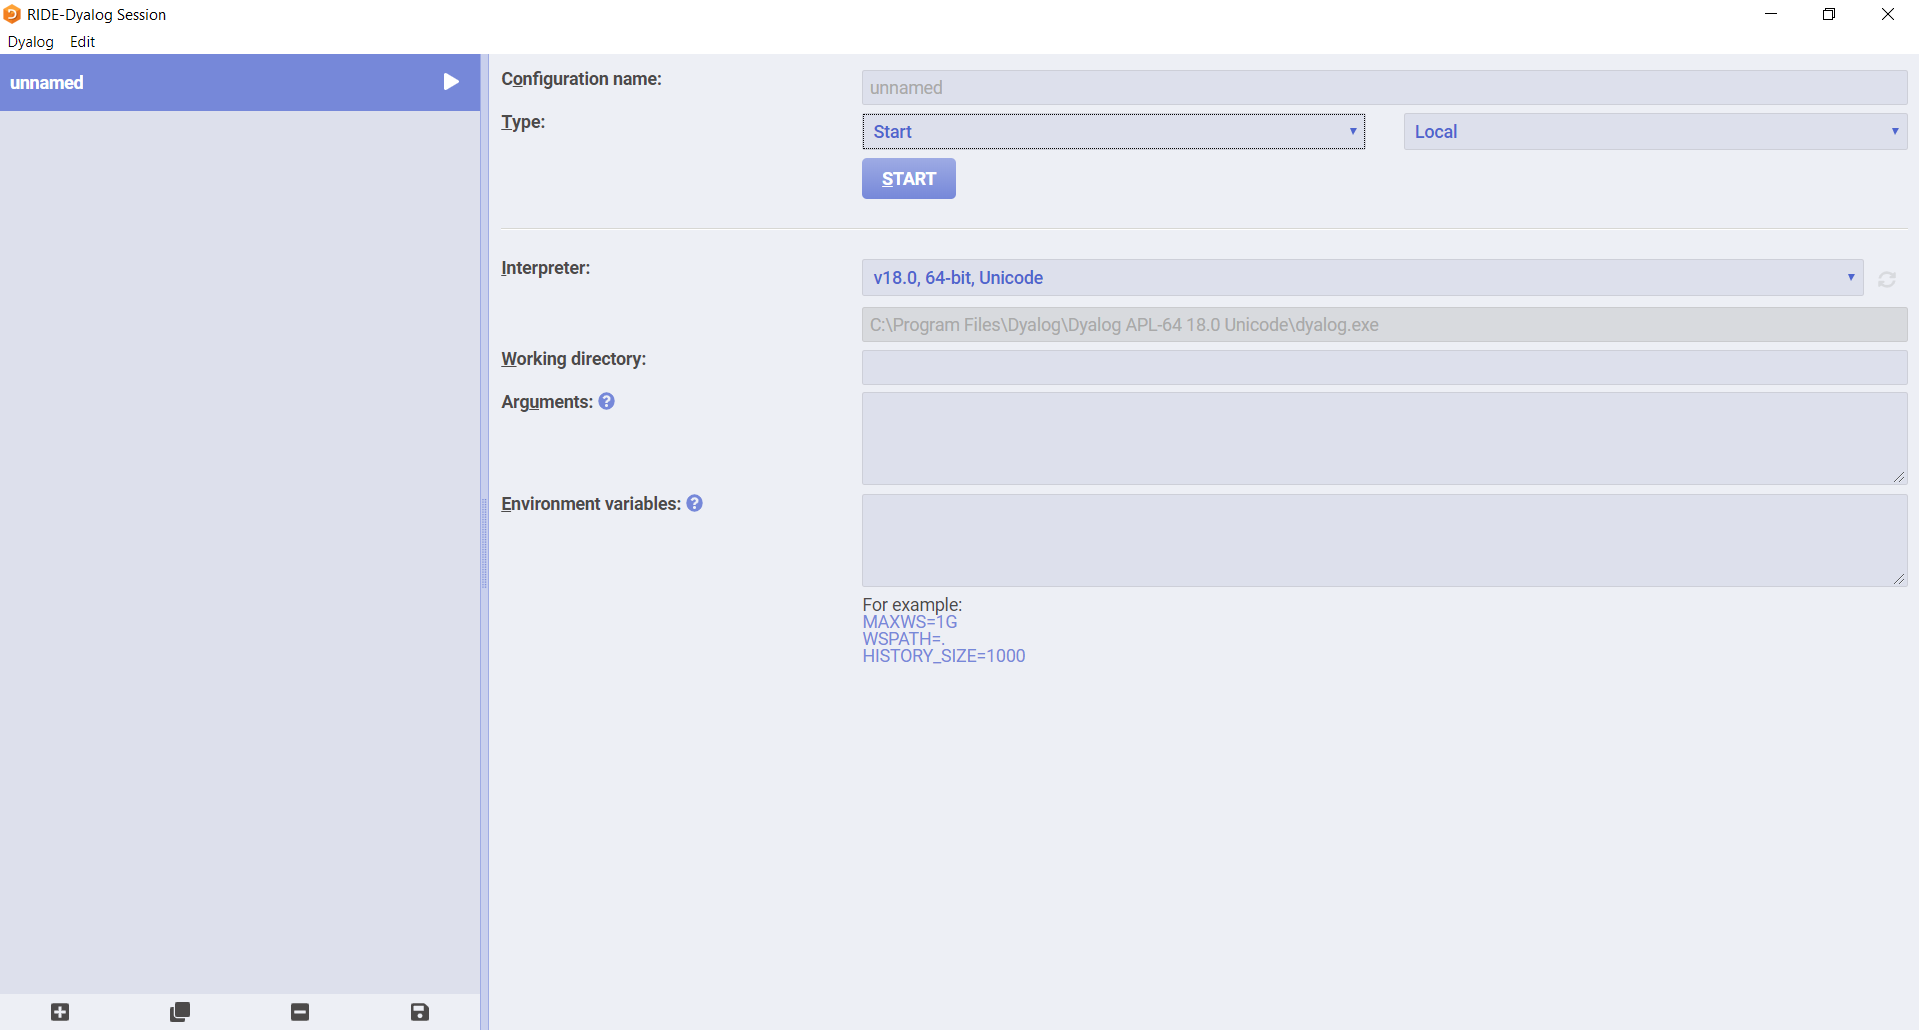 RIDE-Dyalog Session
Dyalog Edit
unnamed
Configuration name:
unnamed
Type:
Start
Local
START
Interpreter:
v18.0, 64-bit, Unicode
C:\Program Files\Dyalog\Dyalog APL-64 18.0 Unicode\dyalog.exe
Working directory:
Arguments: ?
Environment variables: ?
For example:
MAXWS=1G
WSPATH=.
HISTORY_SIZE=1000